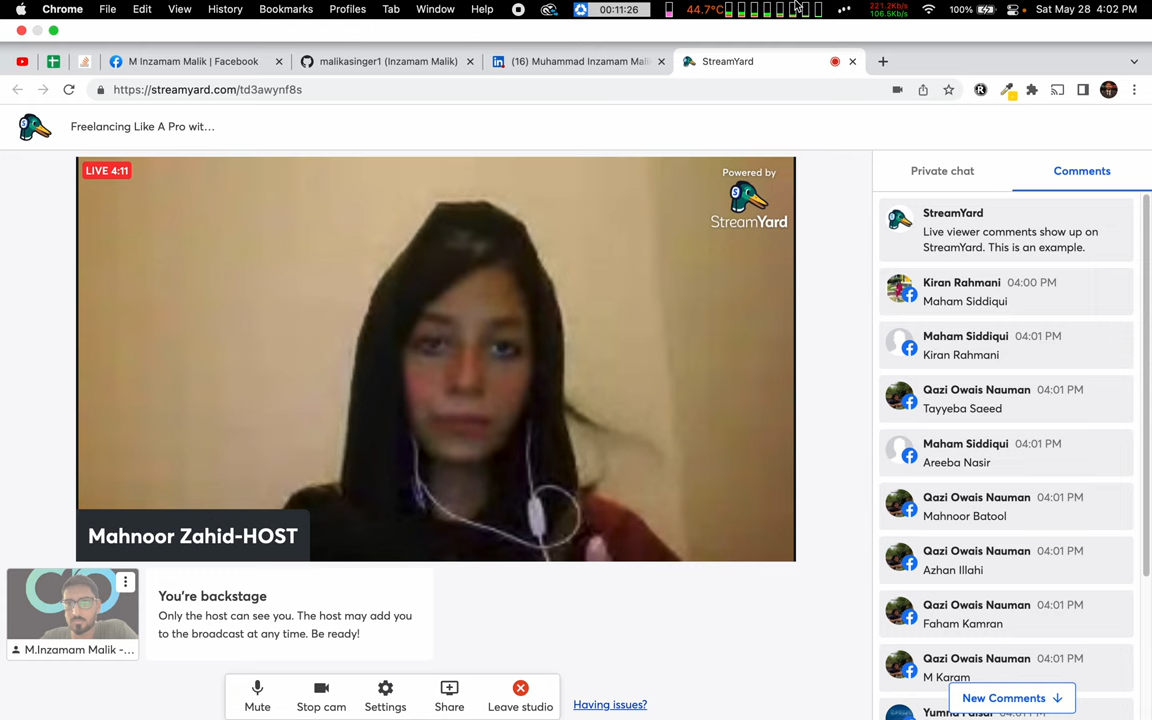 Chrome File Edit View History Bookmarks Profiles Tab Window Help 00:11:26 44.7°C 221.2Kb/s 106.5Kb/s 100% Sat May 28 4:02 PM
M Inzamam Malik | Facebook malikasinger1 (Inzamam Malik) (16) Muhammad Inzamam Mali StreamYard
https://streamyard.com/td3awynf8s
Freelancing Like A Pro wit...
LIVE 4:11
Powered by
StreamYard
Mahnoor Zahid-HOST
M.Inzamam Malik -...
You're backstage
Only the host can see you. The host may add you
to the broadcast at any time. Be ready!
Mute Stop cam Settings Share Leave studio Having issues?
Private chat Comments
StreamYard
Live viewer comments show up on
StreamYard. This is an example.
Kiran Rahmani 04:00 PM
Maham Siddiqui
Maham Siddiqui 04:01 PM
Kiran Rahmani
Qazi Owais Nauman 04:01 PM
Tayyeba Saeed
Maham Siddiqui 04:01 PM
Areeba Nasir
Qazi Owais Nauman 04:01 PM
Mahnoor Batool
Qazi Owais Nauman 04:01 PM
Azhan Illahi
Qazi Owais Nauman 04:01 PM
Faham Kamran
Qazi Owais Nauman 04:01 PM
M Karam
New Comments